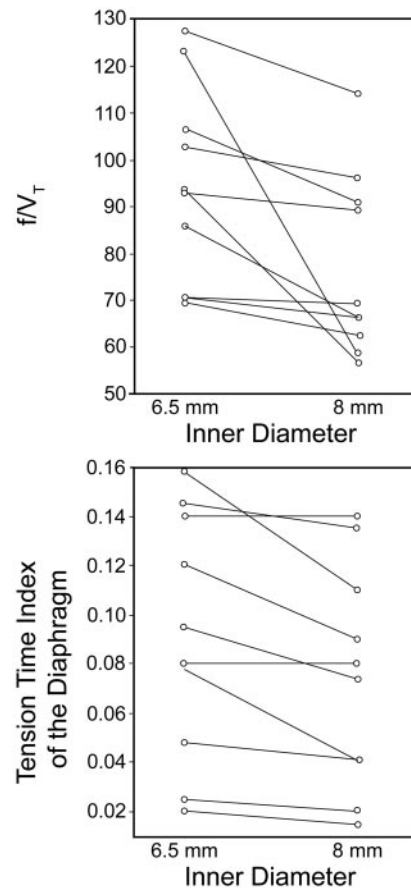 f/VT
130
120
110
100
90
80
70
60
50
6.5 mm
8 mm
Inner Diameter
Tension Time Index
of the Diaphragm
0.16
0.14
0.12
0.10
0.08
0.06
0.04
0.02
6.5 mm
8 mm
Inner Diameter